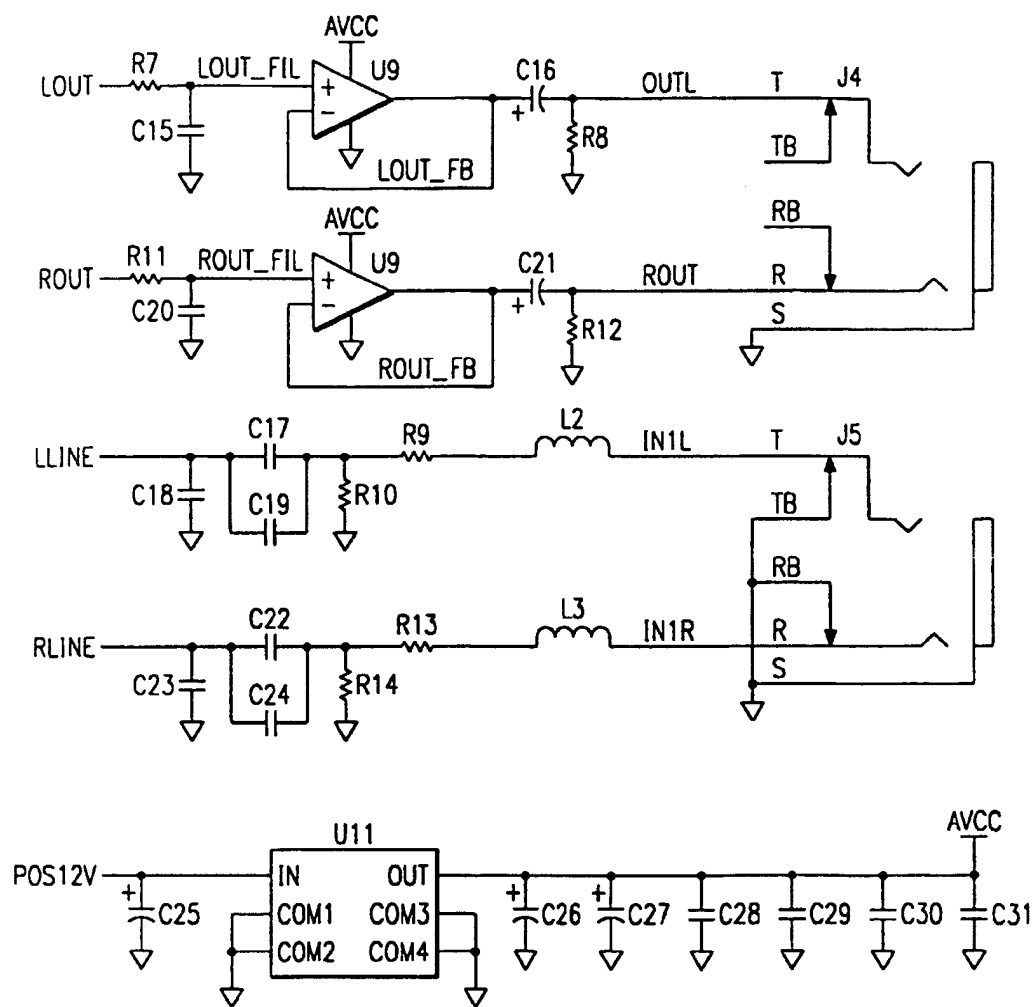 AVCC
LOUT R7 LOUT_FIL U9 C16 OUTL T J4
+
−
C15
+
R8
TB
LOUT_FB
AVCC
RB
ROUT R11 ROUT_FIL U9 C21 ROUT R
+
−
C20
+
R12
S
ROUT_FB
LLINE C17 R9 L2 IN1L T J5
C18
C19
R10
TB
RB
RLINE C22 R13 L3 IN1R R
C23
C24
R14
S
U11
AVCC
POS12V
IN OUT
+
C25
COM1 COM3
COM2 COM4
+
C26
+
C27
C28
C29
C30
C31